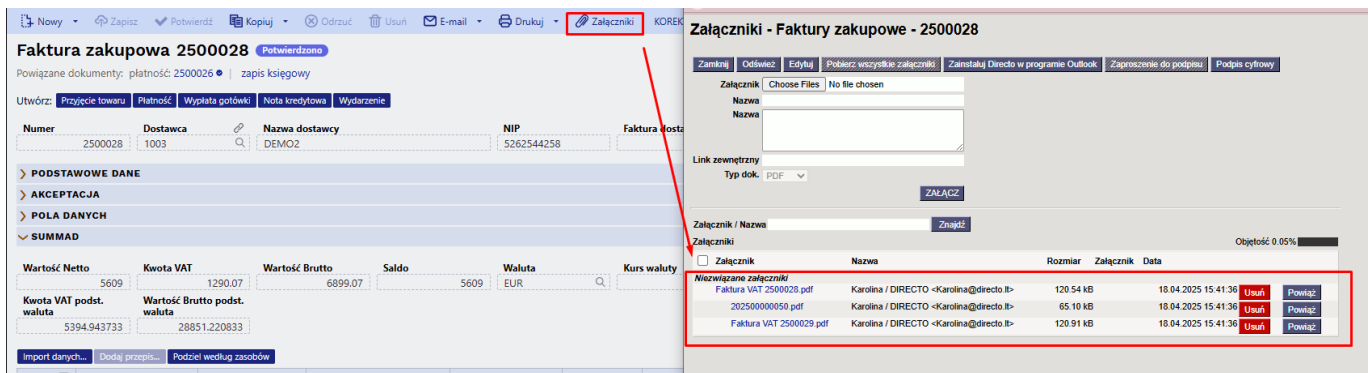 Nowy Zapisz Potwierdź Kopiuj Odrzuć Usuń E-mail Drukuj Załączniki KOREK
Faktura zakupowa 2500028 Potwierdzono
Powiązane dokumenty: płatność: 2500026 | zapis księgowy
Utwórz: Przyjęcie towaru Płatność Wypłata gotówki Nota kredytowa Wydarzenie
Numer Dostawca Nazwa dostawcy NIP Faktura dosta
2500028 1003 DEMO2 5262544258
PODSTAWOWE DANE
AKCEPTACJA
POLA DANYCH
SUMMAD
Wartość Netto Kwota VAT Wartość Brutto Saldo Waluta Kurs waluty
5609 1290.07 6899.07 5609 EUR
Kwota VAT podst. waluta Wartość Brutto podst. waluta
5394.943733 28851.220833
Import danych... Dodaj przepis... Podziel według zasobów
Załączniki - Faktury zakupowe - 2500028
Zamknij Odśwież Edytuj Pobierz wszystkie załączniki Zainstaluj Directo w programie Outlook Zaproszenie do podpisu Podpis cyfrowy
Załącznik Choose Files No file chosen
Nazwa
Nazwa
Link zewnętrzny
Typ dok. PDF
ZAŁĄCZ
Załącznik / Nazwa Znajdź
Załączniki Objętość 0.05%
Załącznik Nazwa Rozmiar Załącznik Data
Niezwiązane załączniki
Faktura VAT 2500028.pdf Karolina / DIRECTO <Karolina@directo.lt> 120.54 kB 18.04.2025 15:41:36 Usuń Powiąż
202500000050.pdf Karolina / DIRECTO <Karolina@directo.lt> 65.10 kB 18.04.2025 15:41:36 Usuń Powiąż
Faktura VAT 2500029.pdf Karolina / DIRECTO <Karolina@directo.lt> 120.91 kB 18.04.2025 15:41:36 Usuń Powiąż